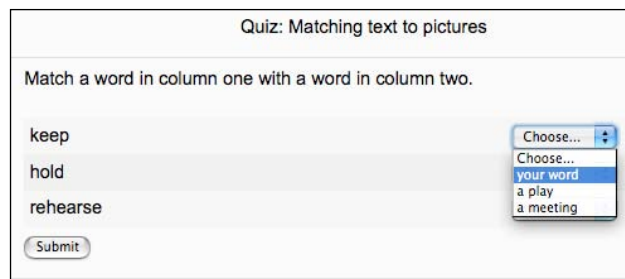 Quiz: Matching text to pictures
Match a word in column one with a word in column two.
keep Choose...
Choose...
hold your word
a play
rehearse a meeting
Submit